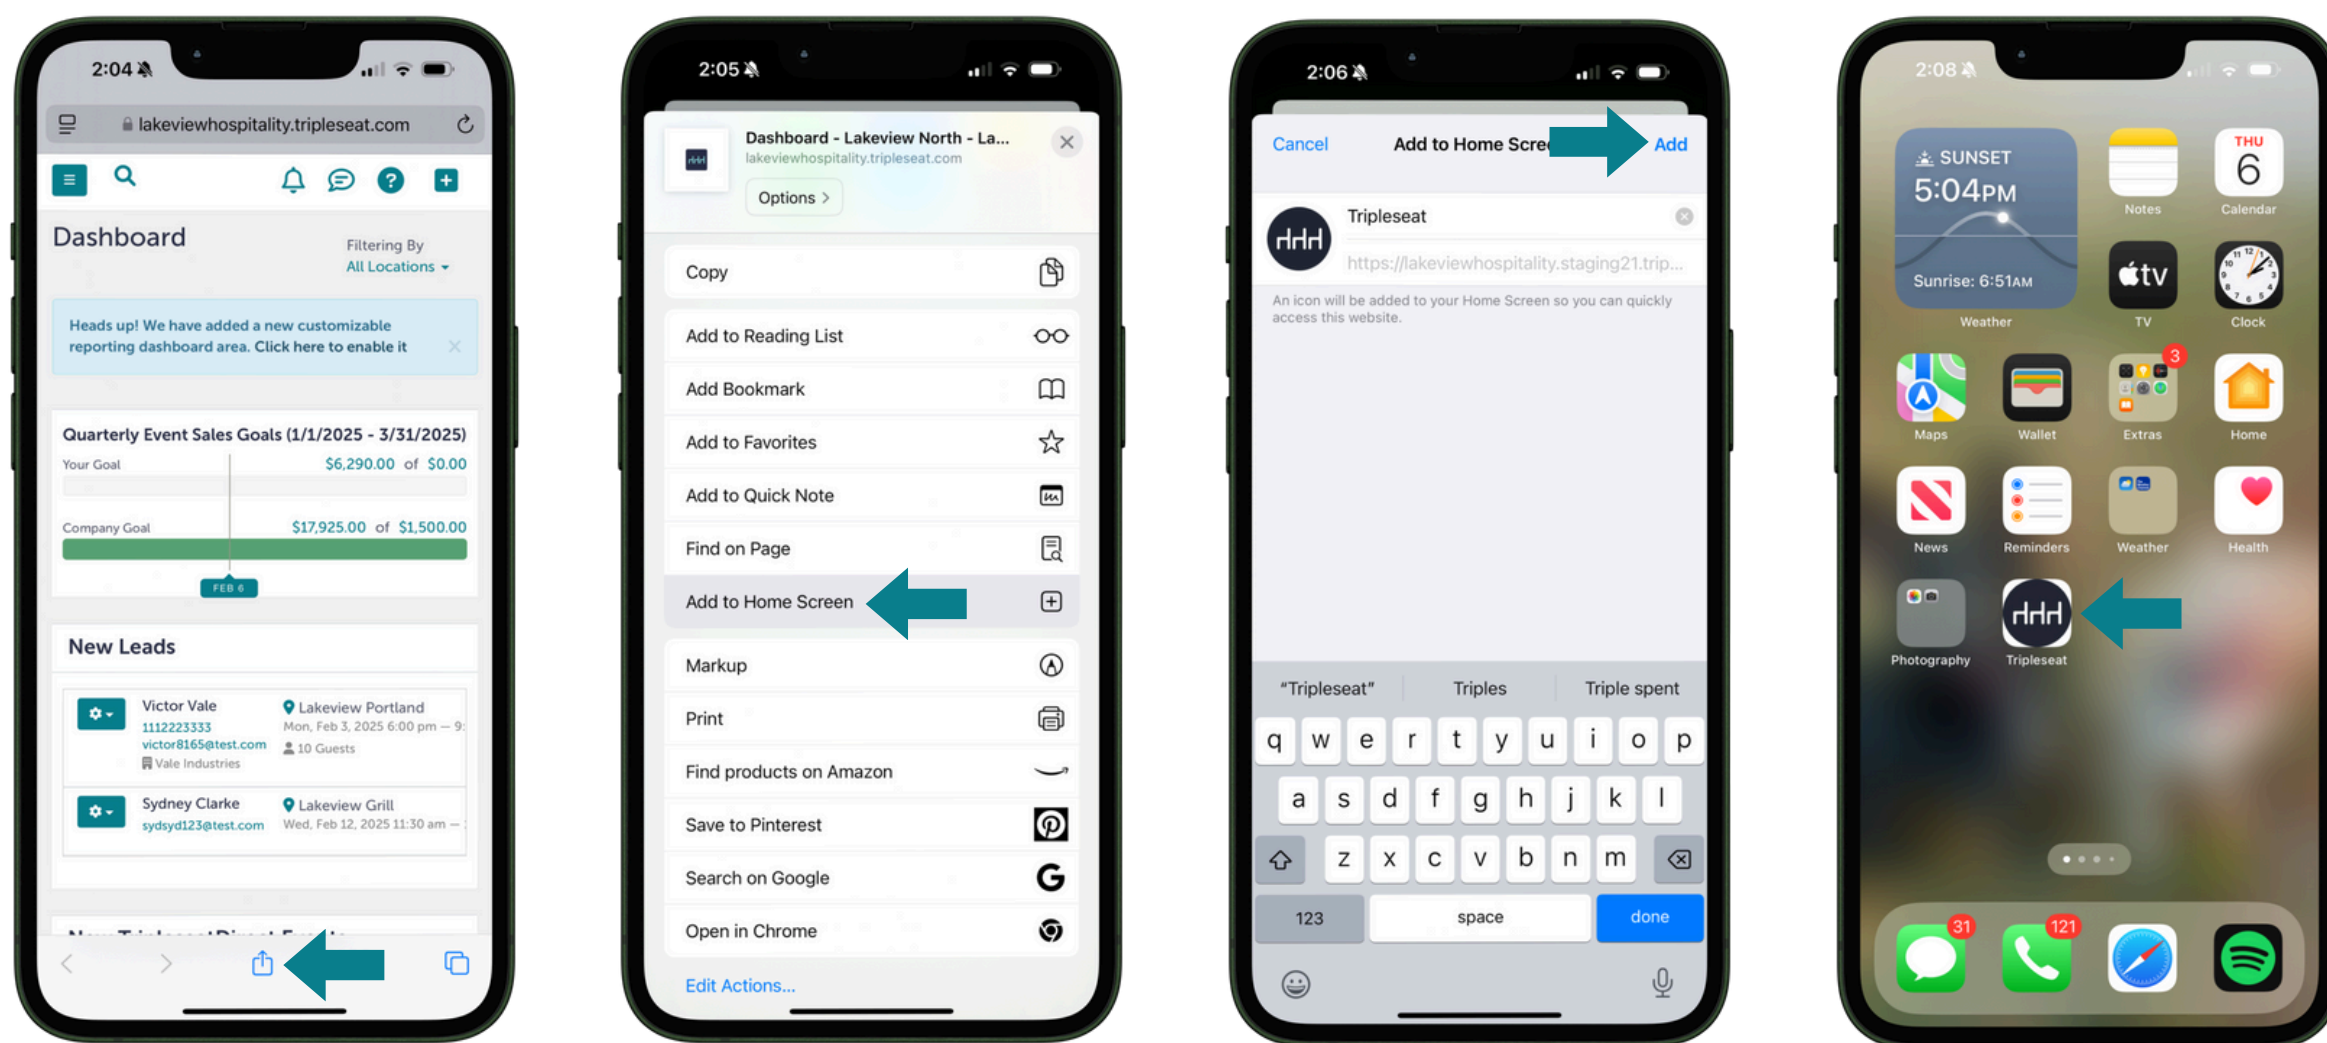 2:04
lakeviewhospitality.tripleseat.com
Dashboard
Filtering By
All Locations
Heads up! We have added a new customizable
reporting dashboard area. Click here to enable it
Quarterly Event Sales Goals (1/1/2025 - 3/31/2025)
Your Goal $6,290.00 of $0.00
Company Goal $17,925.00 of $1,500.00
FEB 6
New Leads
Victor Vale
1112223333
victor8165@test.com
Vale Industries
Lakeview Portland
Mon, Feb 3, 2025 6:00 pm — 9:
10 Guests
Sydney Clarke
sydsyd123@test.com
Lakeview Grill
Wed, Feb 12, 2025 11:30 am —
2:05
Dashboard - Lakeview North - La...
lakeviewhospitality.tripleseat.com
Options >
Copy
Add to Reading List
Add Bookmark
Add to Favorites
Add to Quick Note
Find on Page
Add to Home Screen
Markup
Print
Find products on Amazon
Save to Pinterest
Search on Google
Open in Chrome
Edit Actions...
2:06
Cancel Add to Home Scree Add
Tripleseat
https://lakeviewhospitality.staging21.trip...
An icon will be added to your Home Screen so you can quickly
access this website.
"Tripleseat" Triples Triple spent
q w e r t y u i o p
a s d f g h j k l
z x c v b n m
123 space done
2:08
SUNSET
5:04PM
Sunrise: 6:51AM
Weather
Notes
THU
6
Calendar
tv
TV
Clock
Maps
Wallet
3
Extras
Home
News
Reminders
Weather
Health
Photography
Tripleseat
31
121